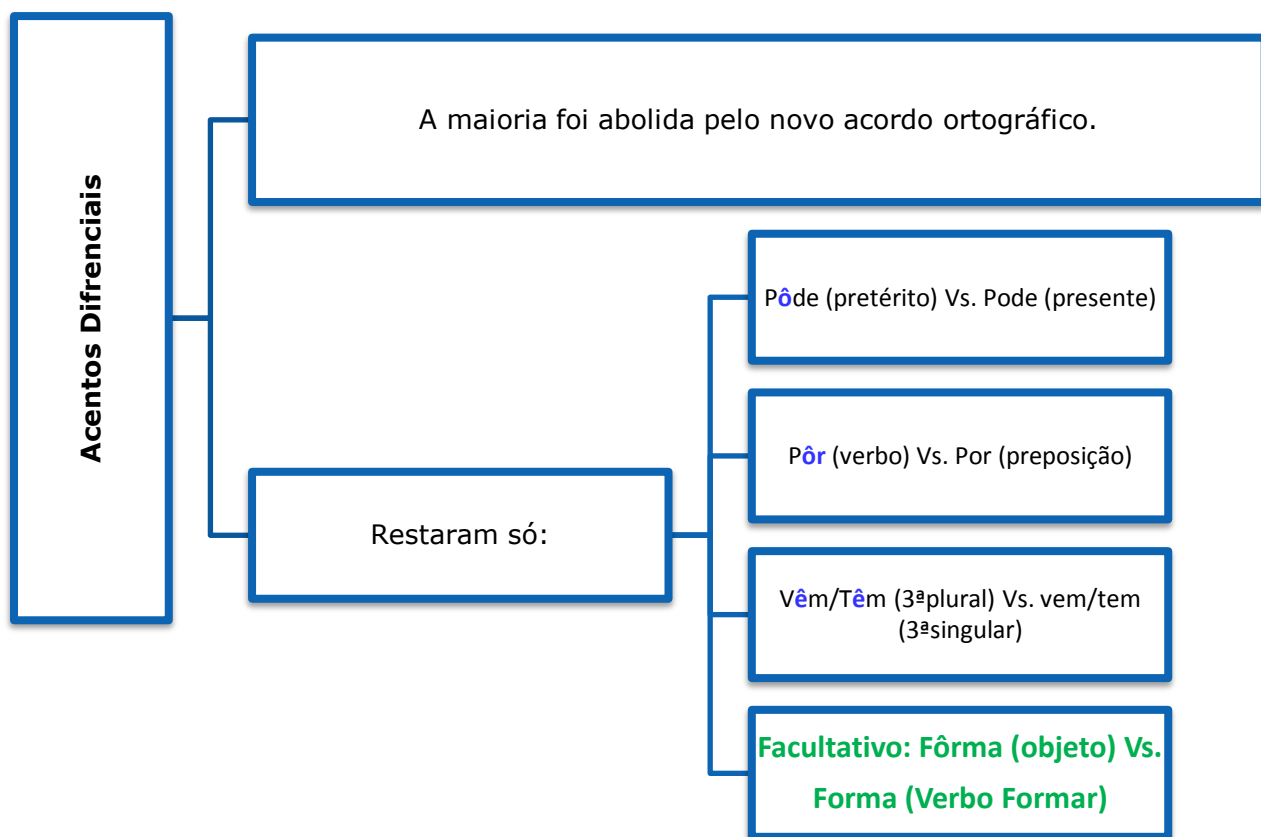 Acentos Difrenciais
A maioria foi abolida pelo novo acordo ortográfico.
Restaram só:
Pôde (pretérito) Vs. Pode (presente)
Pôr (verbo) Vs. Por (preposição)
Vêm/Têm (3ªplural) Vs. vem/tem
(3ªsingular)
Facultativo: Fôrma (objeto) Vs.
Forma (Verbo Formar)